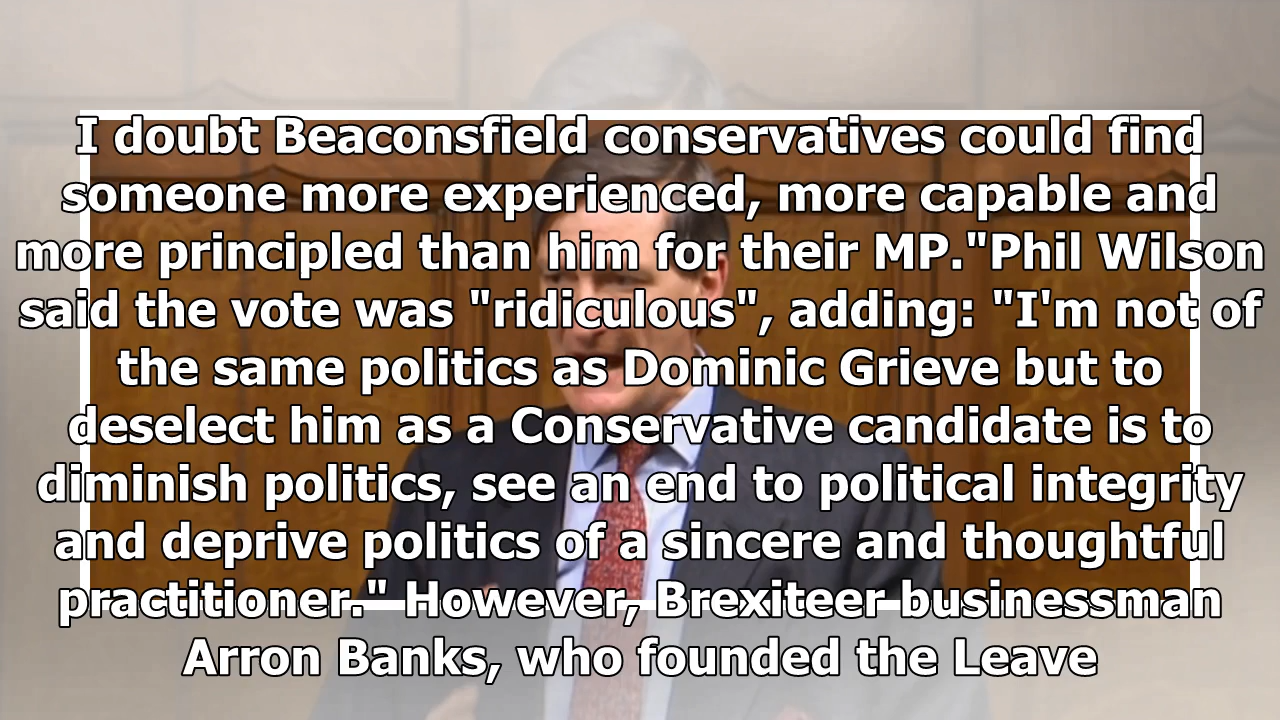 I doubt Beaconsfield conservatives could find
someone more experienced, more capable and
more principled than him for their MP."Phil Wilson
said the vote was "ridiculous", adding: "I'm not of
the same politics as Dominic Grieve but to
deselect him as a Conservative candidate is to
diminish politics, see an end to political integrity
and deprive politics of a sincere and thoughtful
practitioner." However, Brexiteer businessman
Arron Banks, who founded the Leave